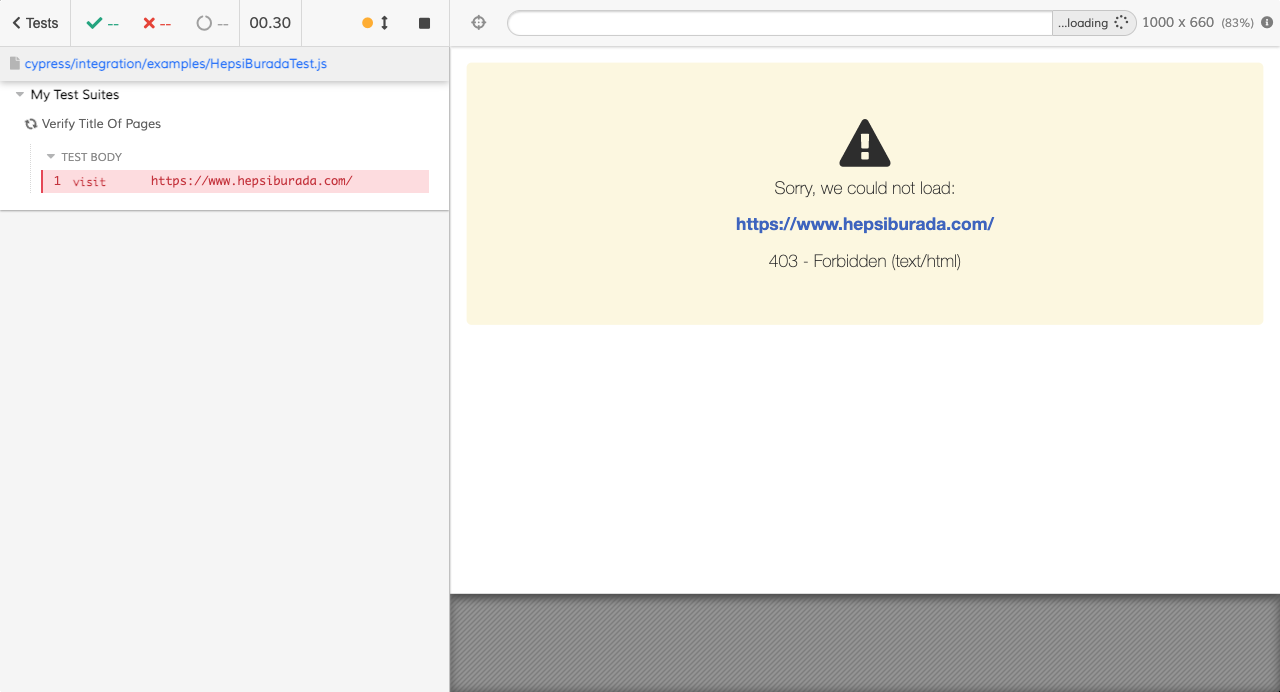 Tests
--
--
--
00.30
...loading
1000 x 660 (83%)
cypress/integration/examples/HepsiBuradaTest.js
My Test Suites
Verify Title Of Pages
TEST BODY
1 visit https://www.hepsiburada.com/
Sorry, we could not load:
https://www.hepsiburada.com/
403 - Forbidden (text/html)